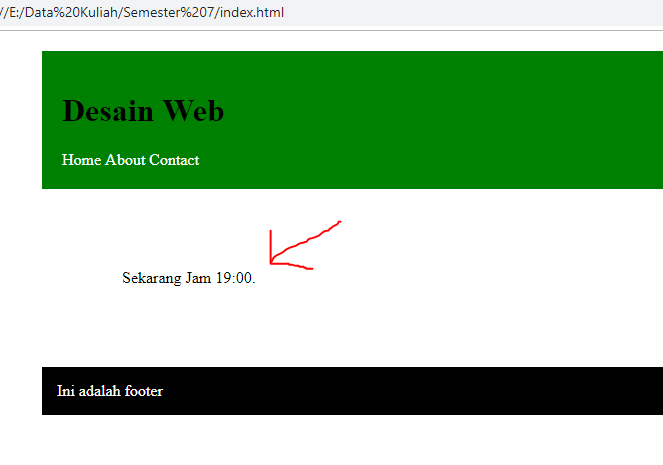 //E:/Data%20Kuliah/Semester%207/index.html
Desain Web
Home About Contact
Sekarang Jam 19:00.
Ini adalah footer